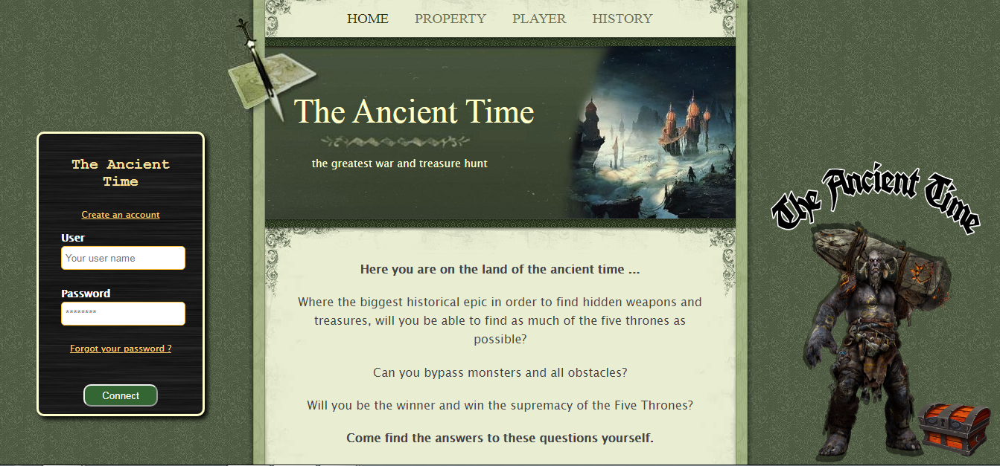 HOME PROPERTY PLAYER HISTORY
s
The Ancient Time
the greatest war and treasure hunt
The Ancient
Time
Create an account
User
Your user name
Password
********
Forgot your password ?
Connect
Here you are on the land of the ancient time ...
Where the biggest historical epic in order to find hidden weapons and
treasures, will you be able to find as much of the five thrones as
possible?
Can you bypass monsters and all obstacles?
Will you be the winner and win the supremacy of the Five Thrones?
Come find the answers to these questions yourself.
The Ancient Time